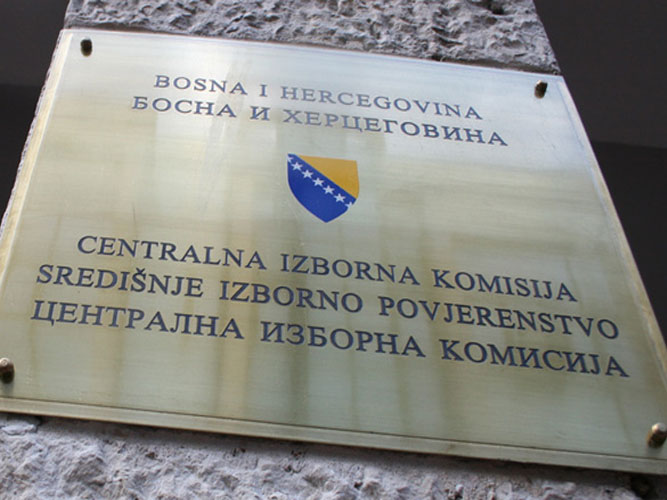 BOSNA I HERCEGOVINA
БОСНА И ХЕРЦЕГОВИНА
CENTRALNA IZBORNA KOMISIJA
SREDIŠNJE IZBORNO POVJERENSTVO
ЦЕНТРАЛНА ИЗБОРНА КОМИСИЈА